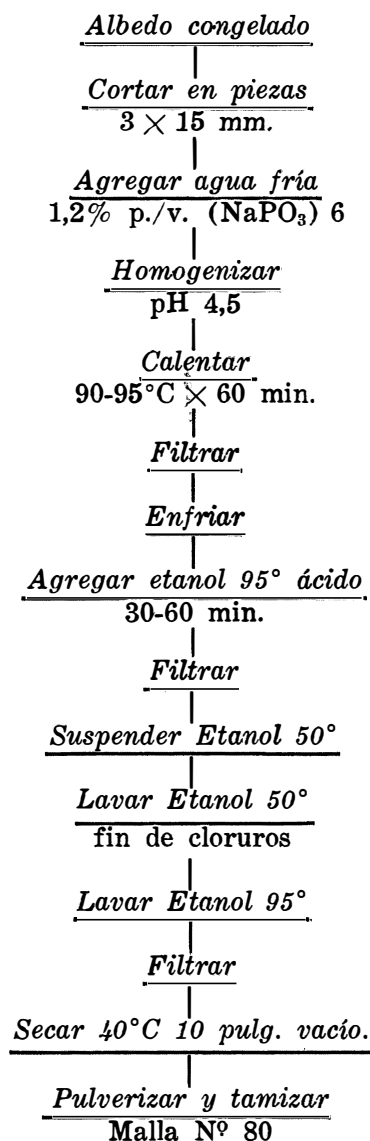 Albedo congelado
Cortar en piezas
3 × 15 mm.
Agregar agua fría
1,2% p./v. (NaPO₃) 6
Homogenizar
pH 4,5
Calentar
90-95°C × 60 min.
Filtrar
Enfriar
Agregar etanol 95° ácido
30-60 min.
Filtrar
Suspender Etanol 50°
Lavar Etanol 50°
fin de cloruros
Lavar Etanol 95°
Filtrar
Secar 40°C 10 pulg. vacío.
Pulverizar y tamizar
Malla Nº 80